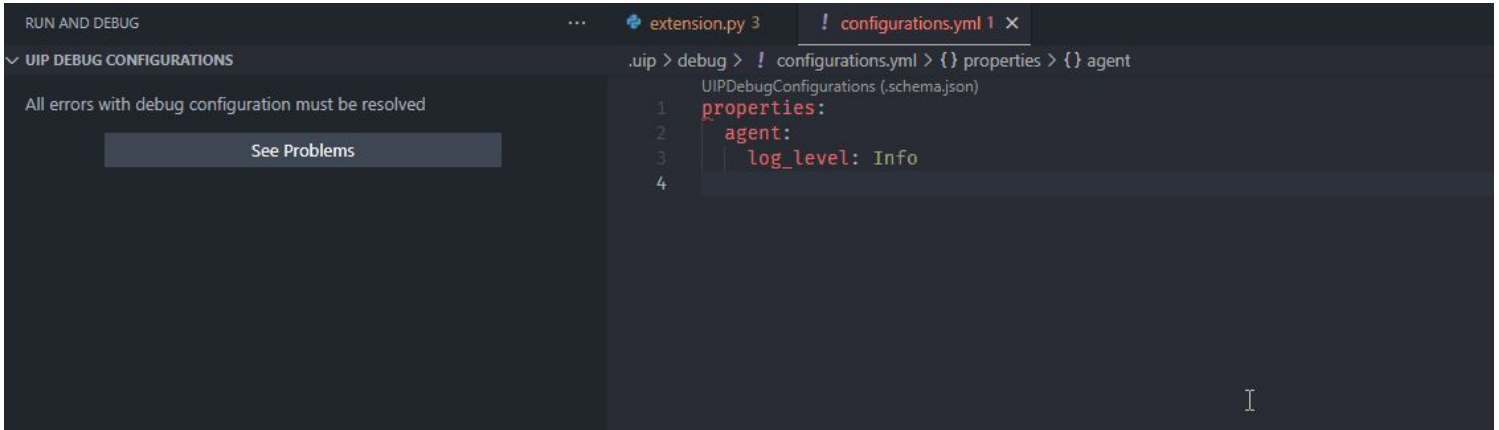 RUN AND DEBUG ...
UIP DEBUG CONFIGURATIONS
All errors with debug configuration must be resolved
See Problems
extension.py 3 ! configurations.yml 1 ×
.uip > debug > ! configurations.yml > {} properties > {} agent
UIPDebugConfigurations (.schema.json)
1 properties:
2 agent:
3 log_level: Info
4